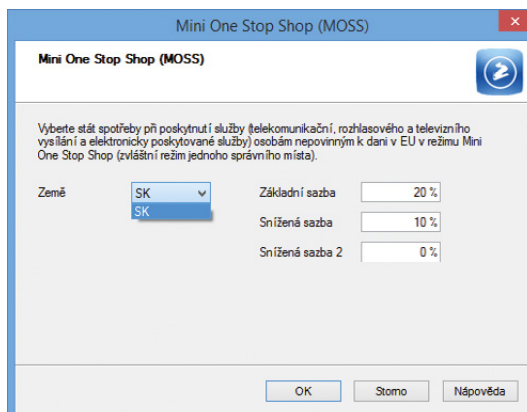 Mini One Stop Shop (MOSS)
Mini One Stop Shop (MOSS)
Vyberte stát spotřeby při poskytnutí služby (telekomunikační, rozhlasového a televizního
vysílání a elektronicky poskytované služby) osobám nepovinným k dani v EU v režimu Mini
One Stop Shop (zvláštní režim jednoho správního místa).
Země SK Základní sazba 20 %
SK
Snížená sazba 10 %
Snížená sazba 2 0 %
OK Storno Nápověda